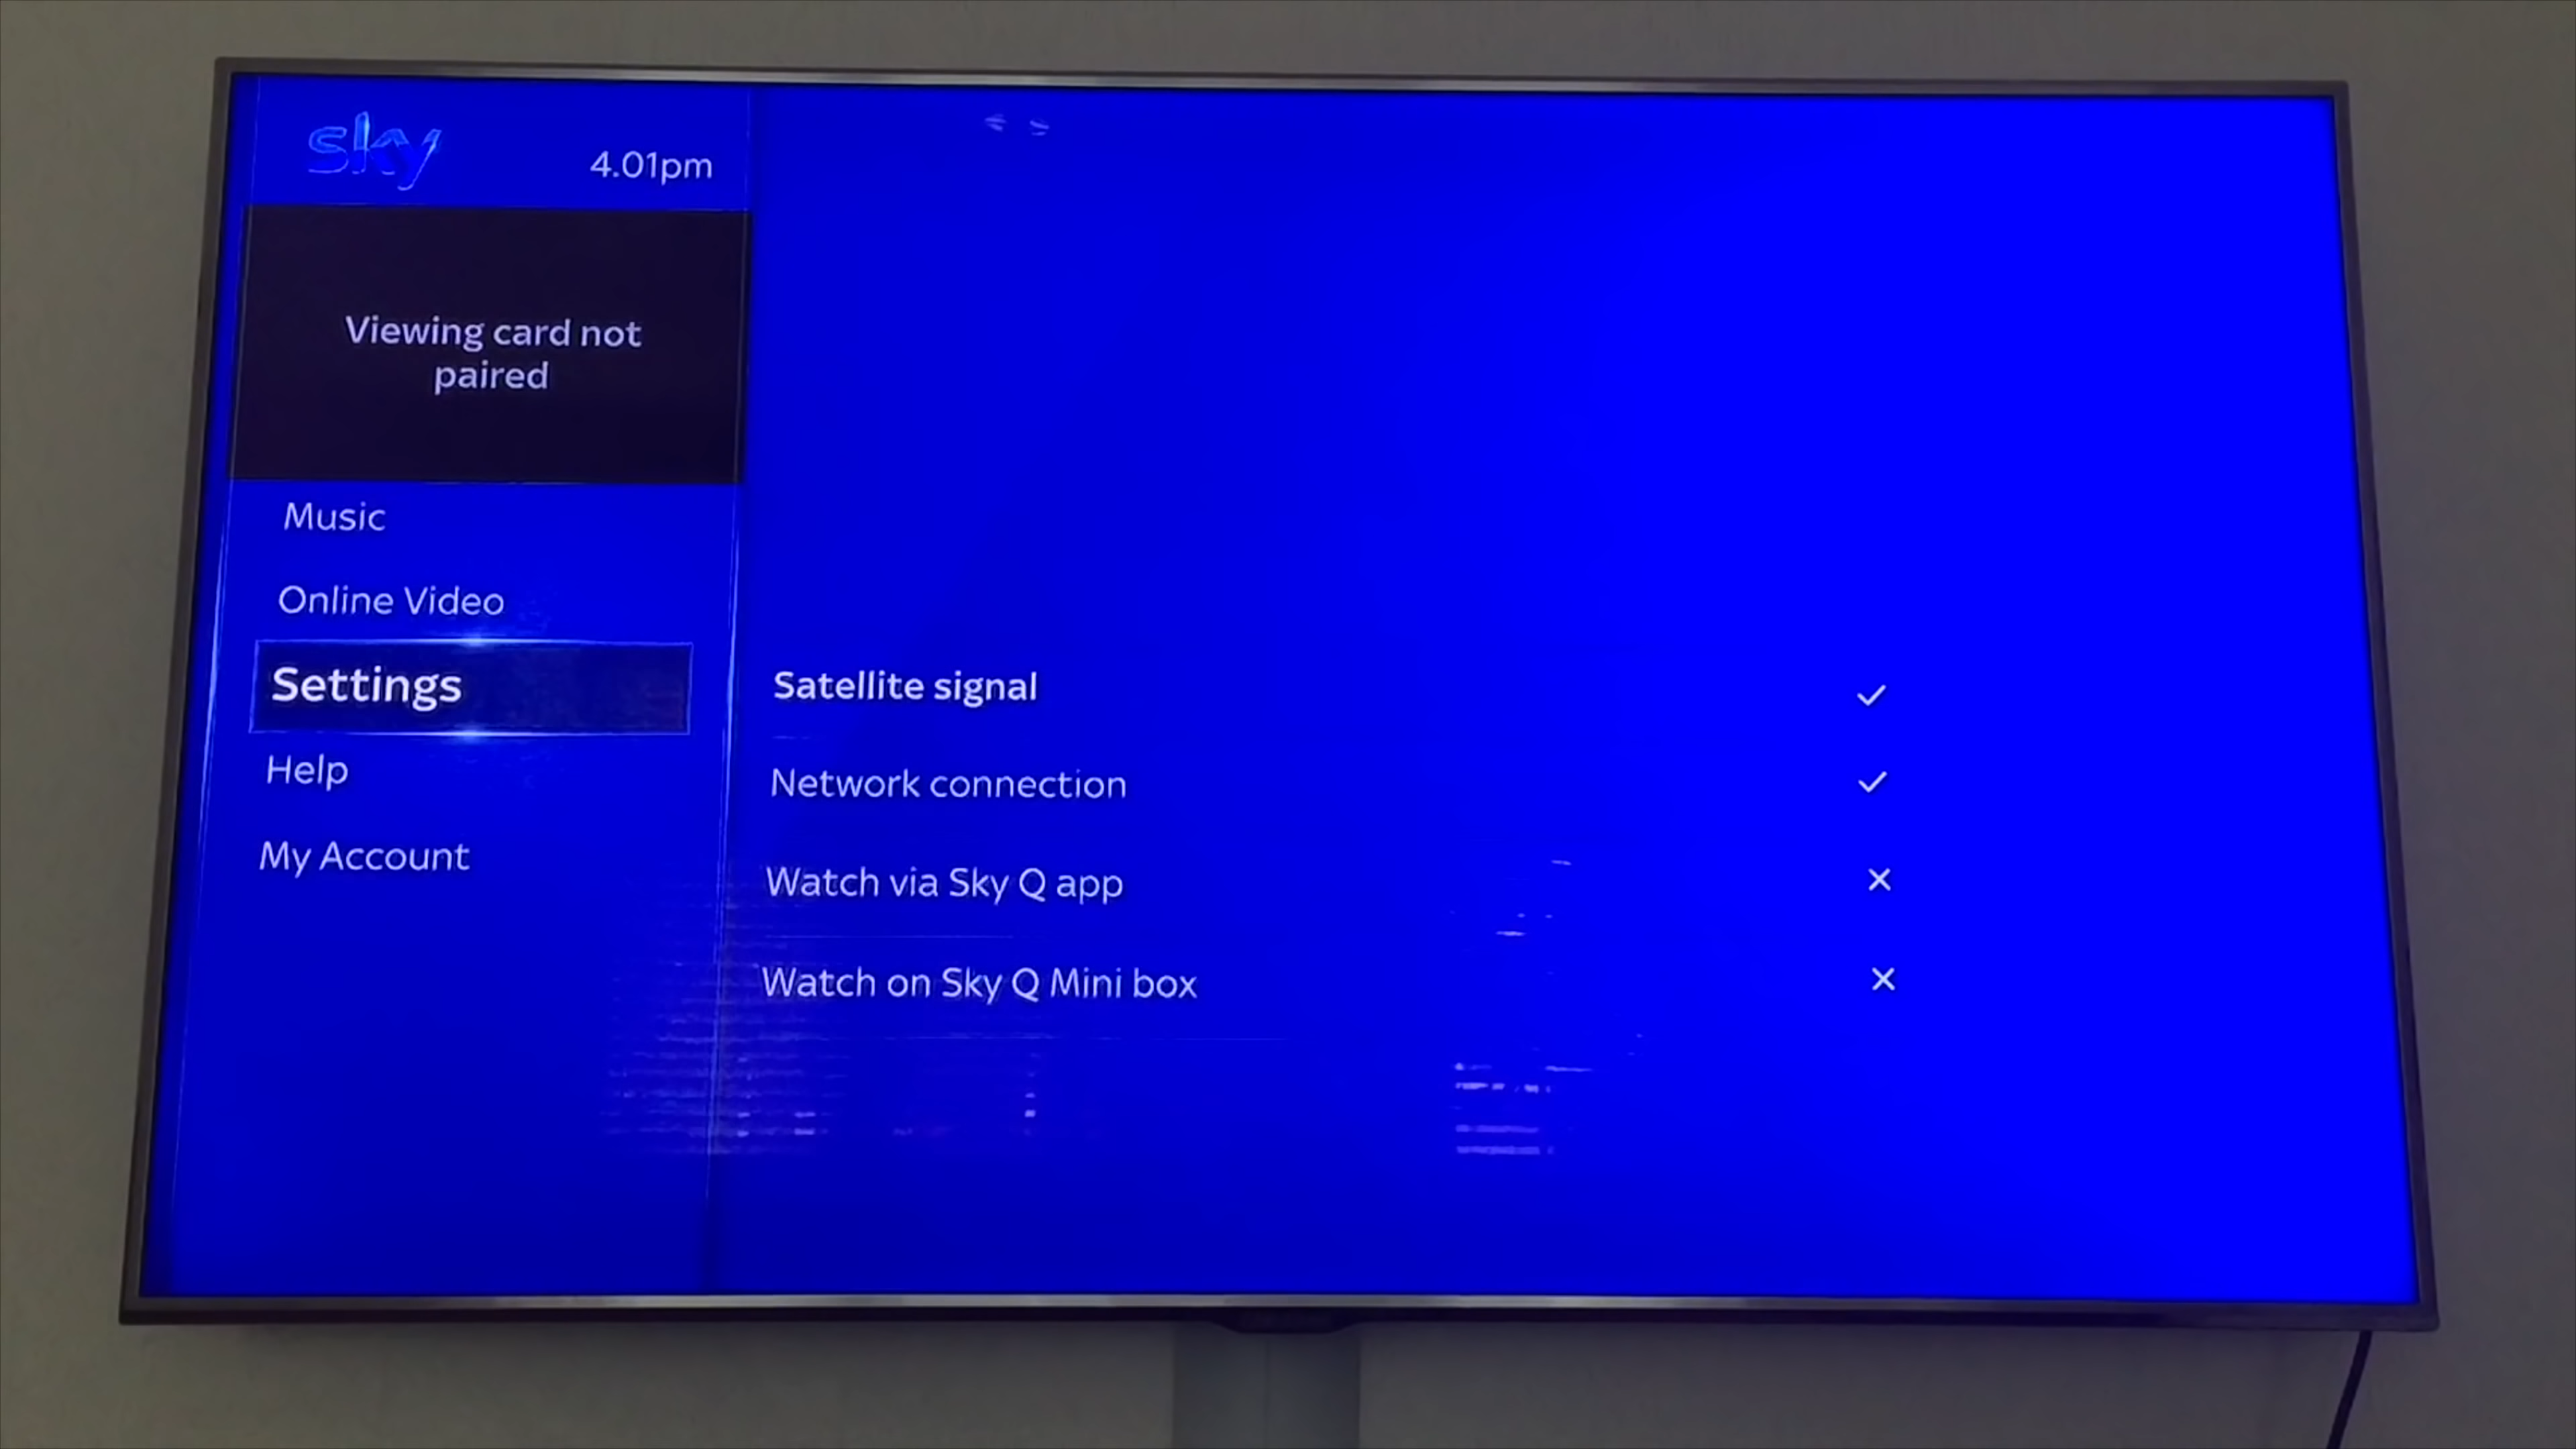 sky
4.01pm
Viewing card not
paired
Music
Online Video
Settings
Help
My Account
Satellite signal
Network connection
Watch via Sky Q app
Watch on Sky Q Mini box